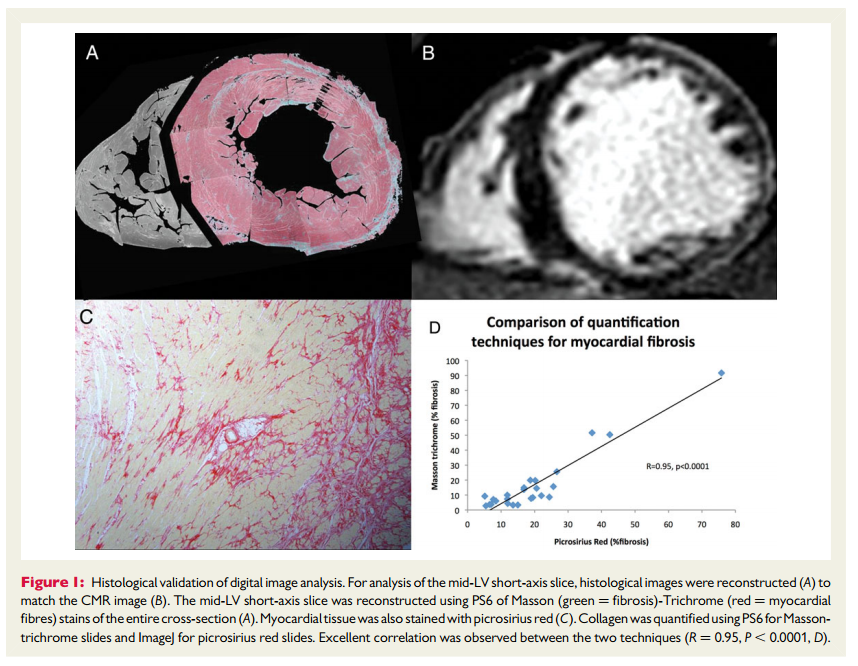 A
B
C
D
Comparison of quantification
techniques for myocardial fibrosis
Masson trichrome (% fibrosis)
100
90
80
70
60
50
40
30
20
10
0
R=0.95, p<0.0001
0 10 20 30 40 50 60 70 80
Picrosirius Red (%fibrosis)
Figure 1: Histological validation of digital image analysis. For analysis of the mid-LV short-axis slice, histological images were reconstructed (A) to
match the CMR image (B). The mid-LV short-axis slice was reconstructed using PS6 of Masson (green = fibrosis)-Trichrome (red = myocardial
fibres) stains of the entire cross-section (A). Myocardial tissue was also stained with picrosirius red (C). Collagen was quantified using PS6 for Masson-
trichrome slides and ImageJ for picrosirius red slides. Excellent correlation was observed between the two techniques (R = 0.95, P < 0.0001, D).